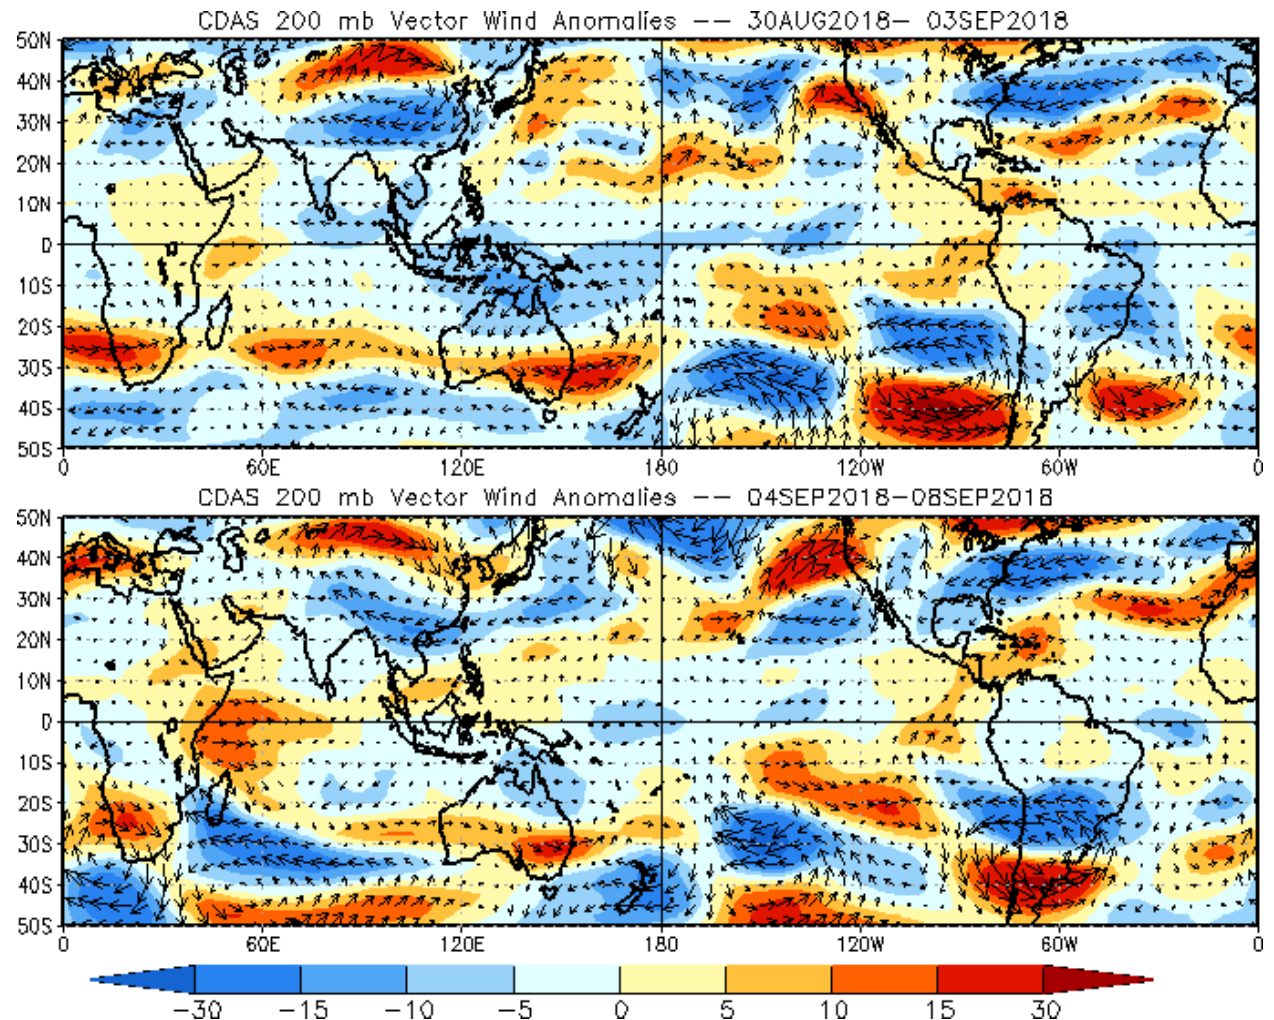 CDAS 200 mb Vector Wind Anomalies -- 30AUG2018- 03SEP2018
50N
40N
30N
20N
10N
0
10S
20S
30S
40S
50S
0 60E 120E 180 120W 60W 0
CDAS 200 mb Vector Wind Anomalies -- 04SEP2018-08SEP2018
50N
40N
30N
20N
10N
0
10S
20S
30S
40S
50S
0 60E 120E 180 120W 60W 0
-30 -15 -10 -5 0 5 10 15 30